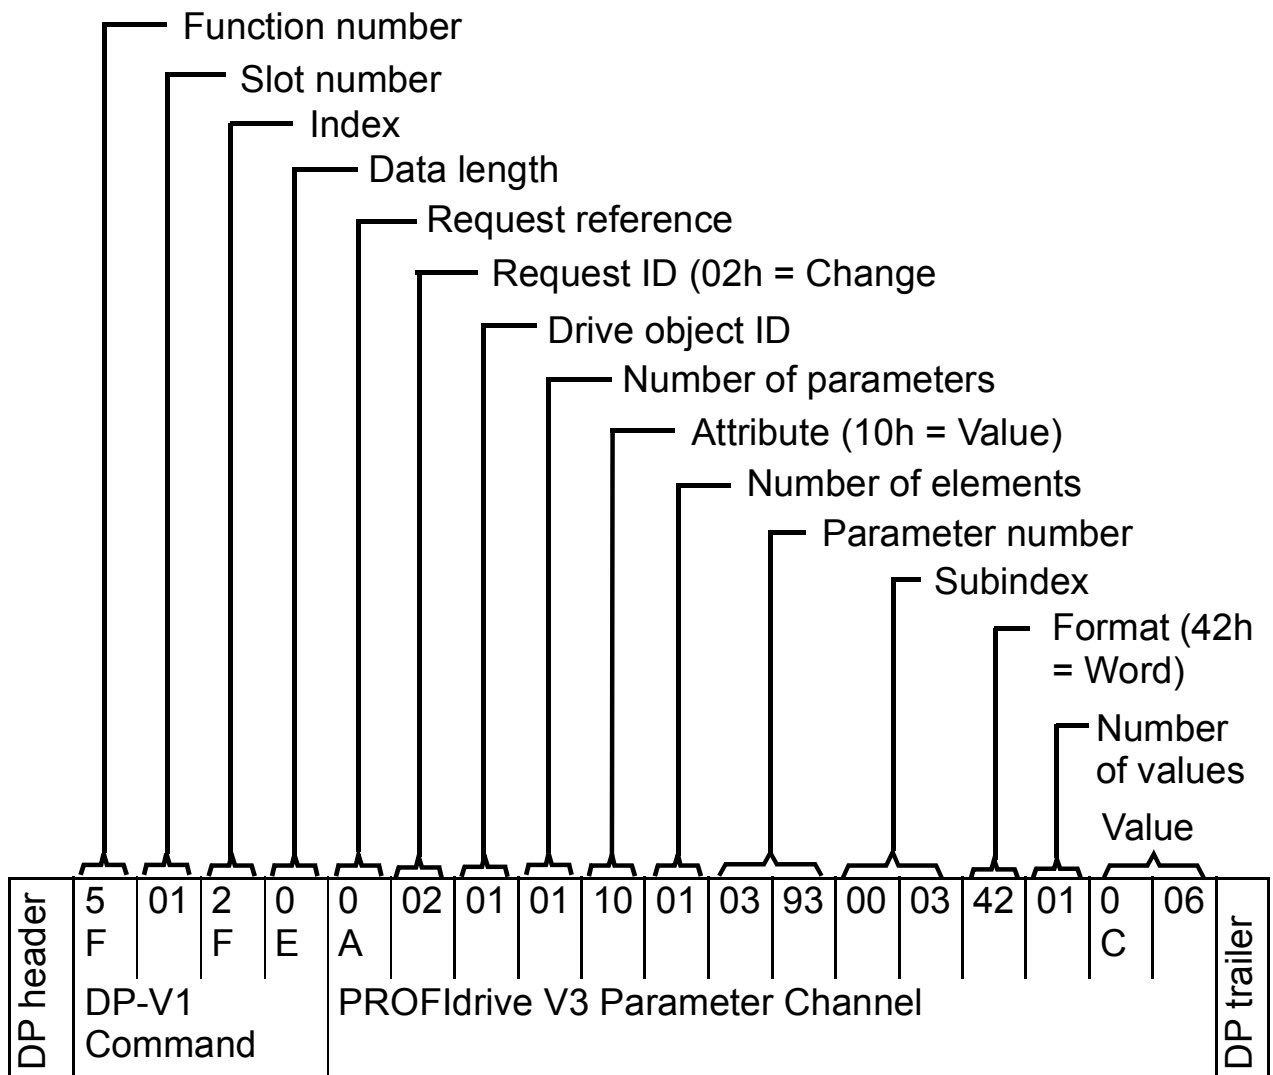 Function number
Slot number
Index
Data length
Request reference
Request ID (02h = Change
Drive object ID
Number of parameters
Attribute (10h = Value)
Number of elements
Parameter number
Subindex
Format (42h
= Word)
Number
of values
Value
DP header
5 01 2 0 0 02 01 01 10 01 03 93 00 03 42 01 0 06
F F E A C
DP-V1
Command
PROFIdrive V3 Parameter Channel
DP trailer